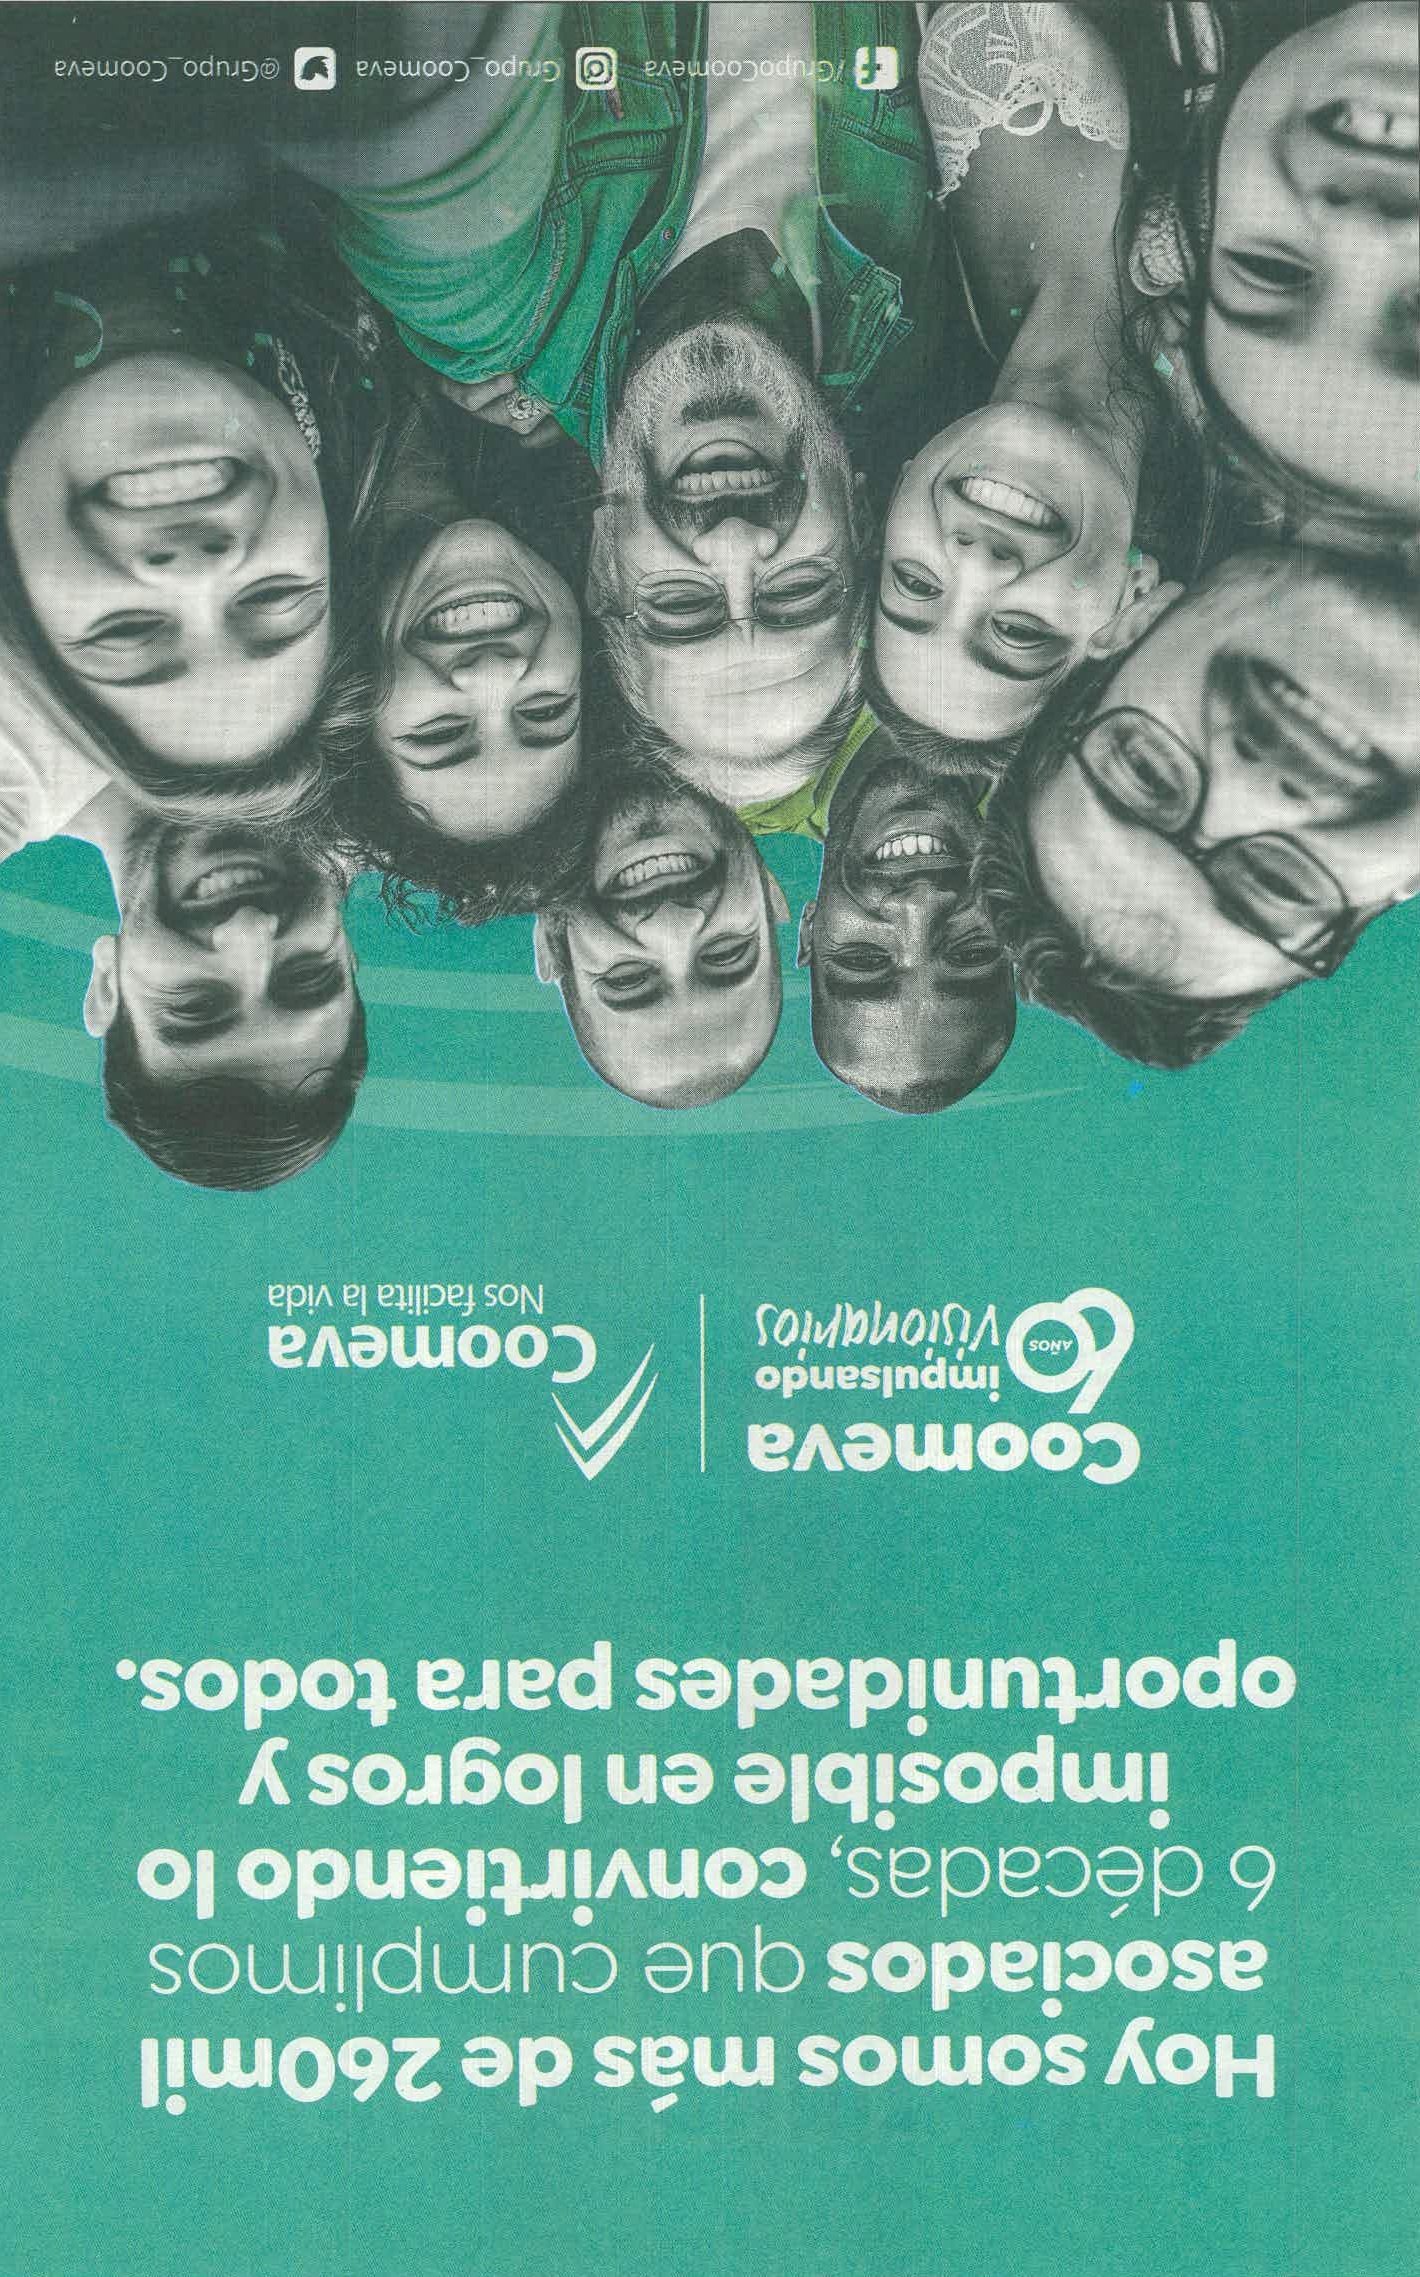 Hoy somos más de 260mil
asociados que cumplimos
6 décadas, convirtiendo lo
imposible en logros y
oportunidades para todos.
Coomeva
60 AÑOS
impulsando
visionarios
Coomeva
Nos facilita la vida
/GrupoCoomeva
Grupo_Coomeva
@Grupo_Coomeva